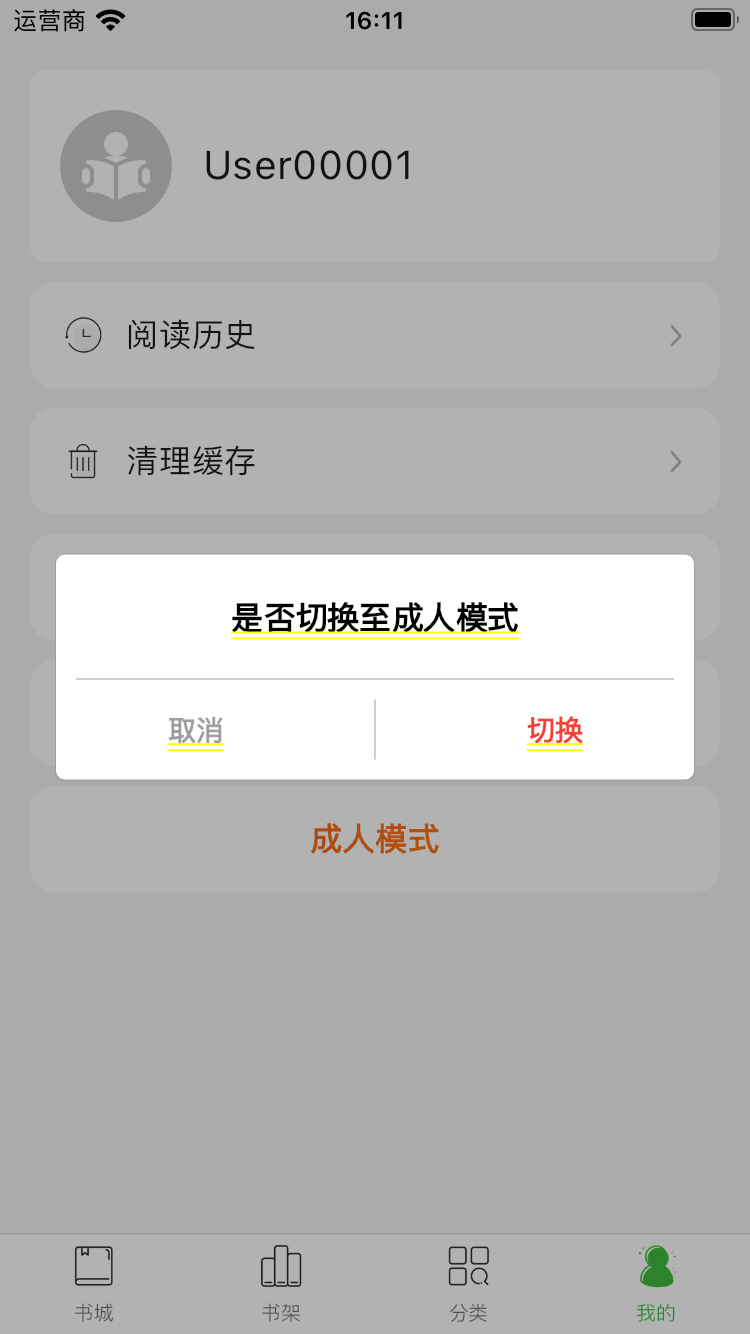 运营商
16:11
User00001
阅读历史
清理缓存
是否切换至成人模式
取消
切换
成人模式
书城
书架
分类
我的